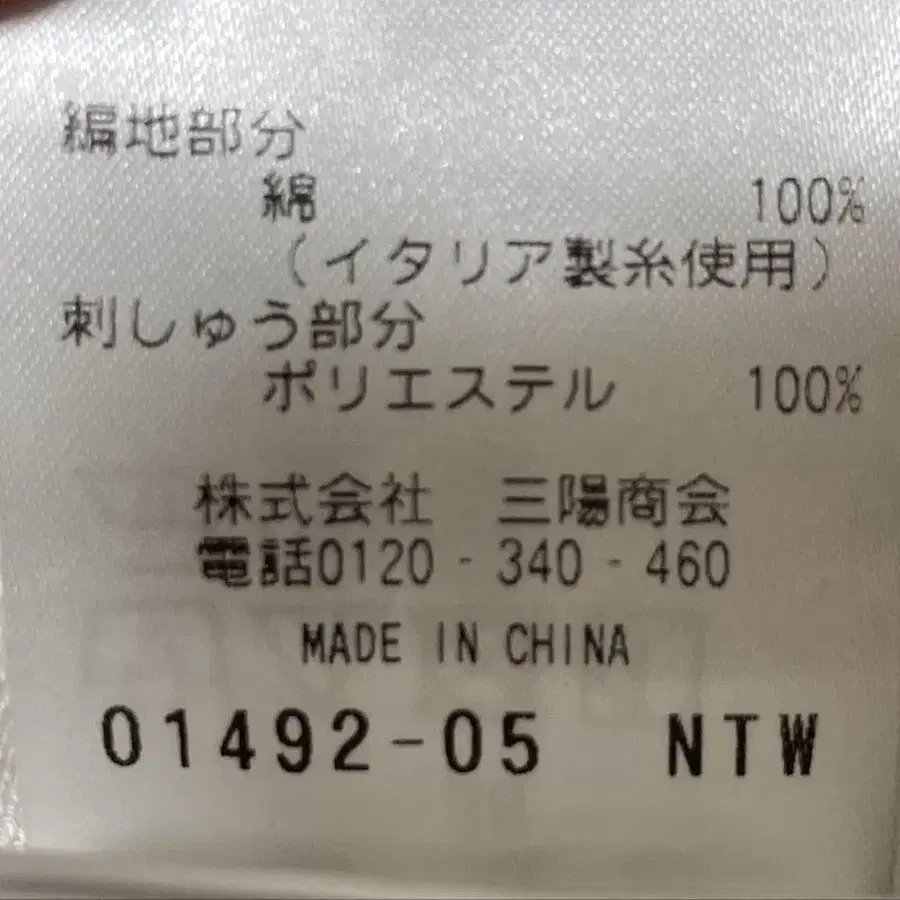 編地部分
綿 100%
（イタリア製糸使用）
刺しゅう部分
ポリエステル 100%
株式会社 三陽商会
電話0120-340-460
MADE IN CHINA
01492-05 NTW